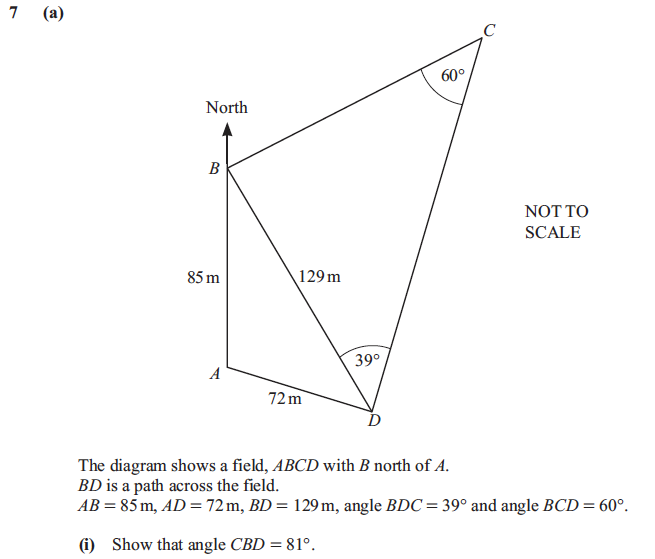 7 (a)
C
60°
North
B
NOT TO
SCALE
85 m
129 m
39°
A
72 m
D
The diagram shows a field, ABCD with B north of A.
BD is a path across the field.
AB = 85 m, AD = 72 m, BD = 129 m, angle BDC = 39° and angle BCD = 60°.
(i) Show that angle CBD = 81°.